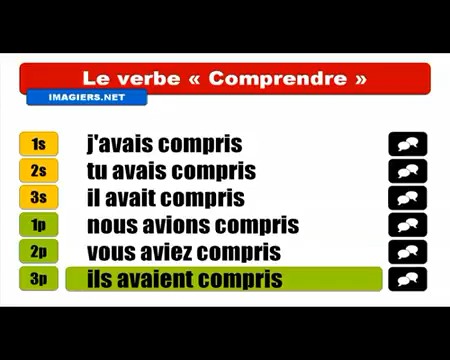 Le verbe « Comprendre »
IMAGIERS.NET
1s j'avais compris
2s tu avais compris
3s il avait compris
1p nous avions compris
2p vous aviez compris
3p ils avaient compris